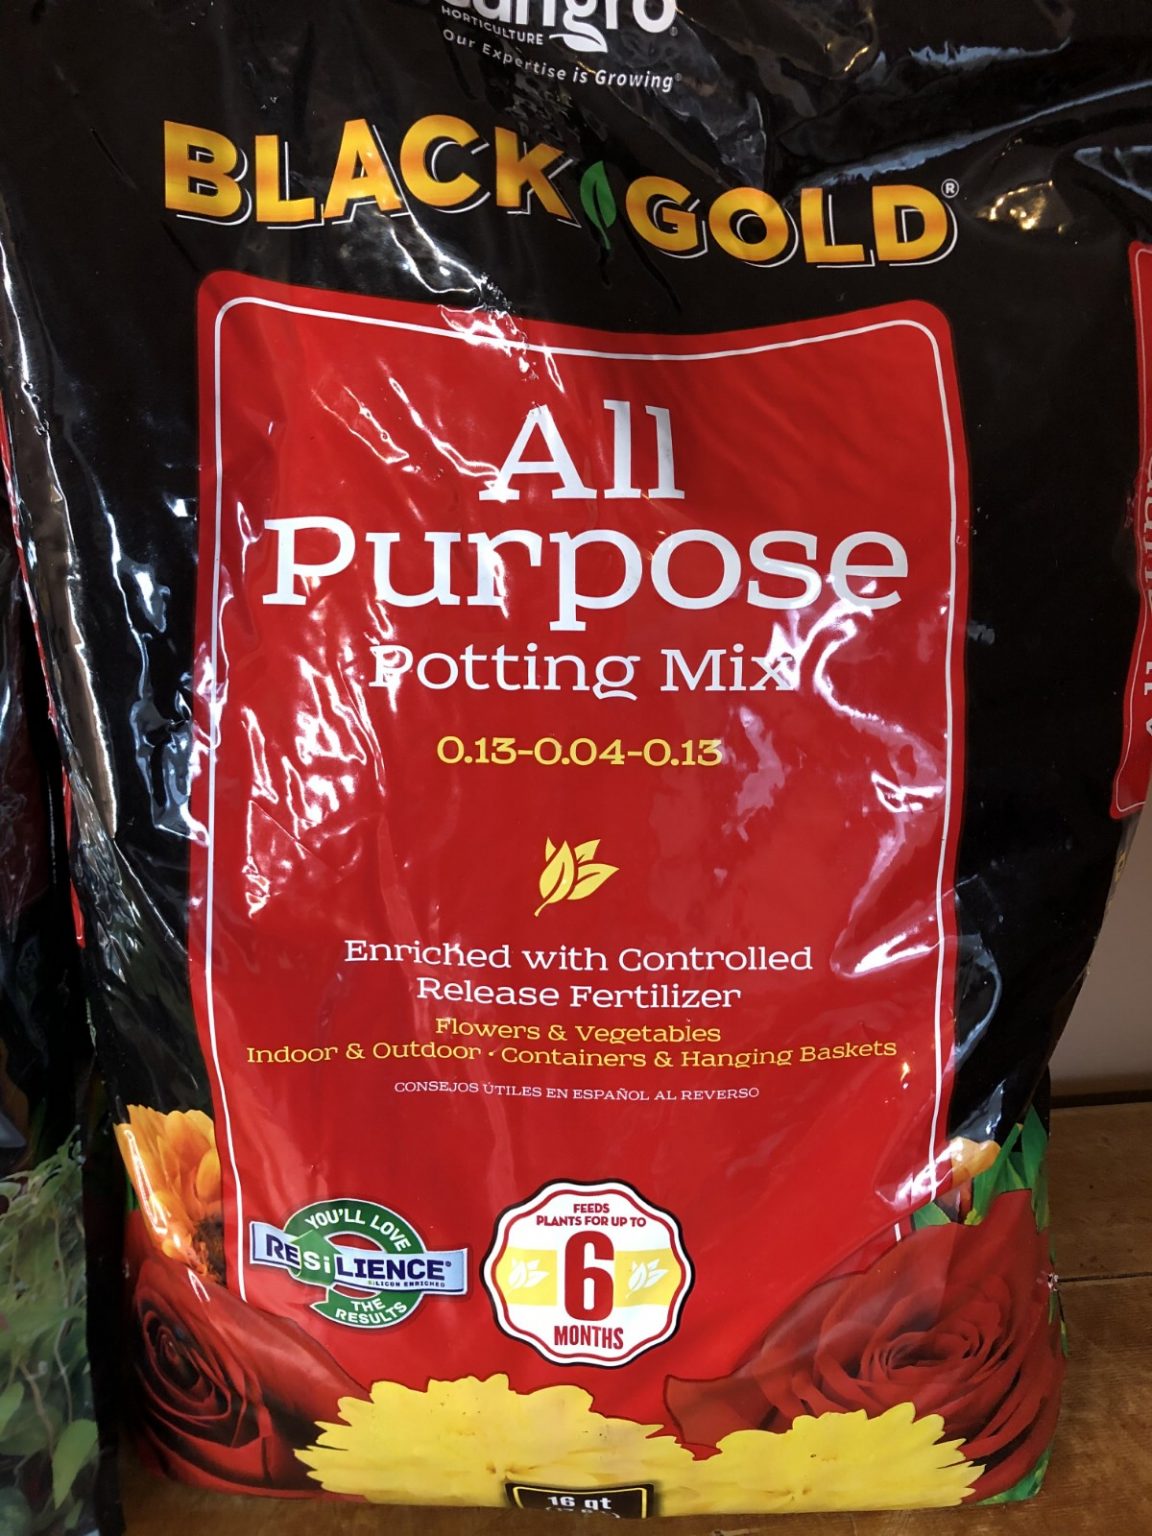 HORTICULTURE
Our Expertise is Growing®
BLACK GOLD®
All
Purpose
Potting Mix
0.13-0.04-0.13
Enriched with Controlled
Release Fertilizer
Flowers & Vegetables
Indoor & Outdoor • Containers & Hanging Baskets
CONSEJOS ÚTILES EN ESPAÑOL AL REVERSO
YOU'LL LOVE
RESiLIENCE®
SILICON ENRICHED
THE
RESULTS
FEEDS
PLANTS FOR UP TO
6
MONTHS
16 qt